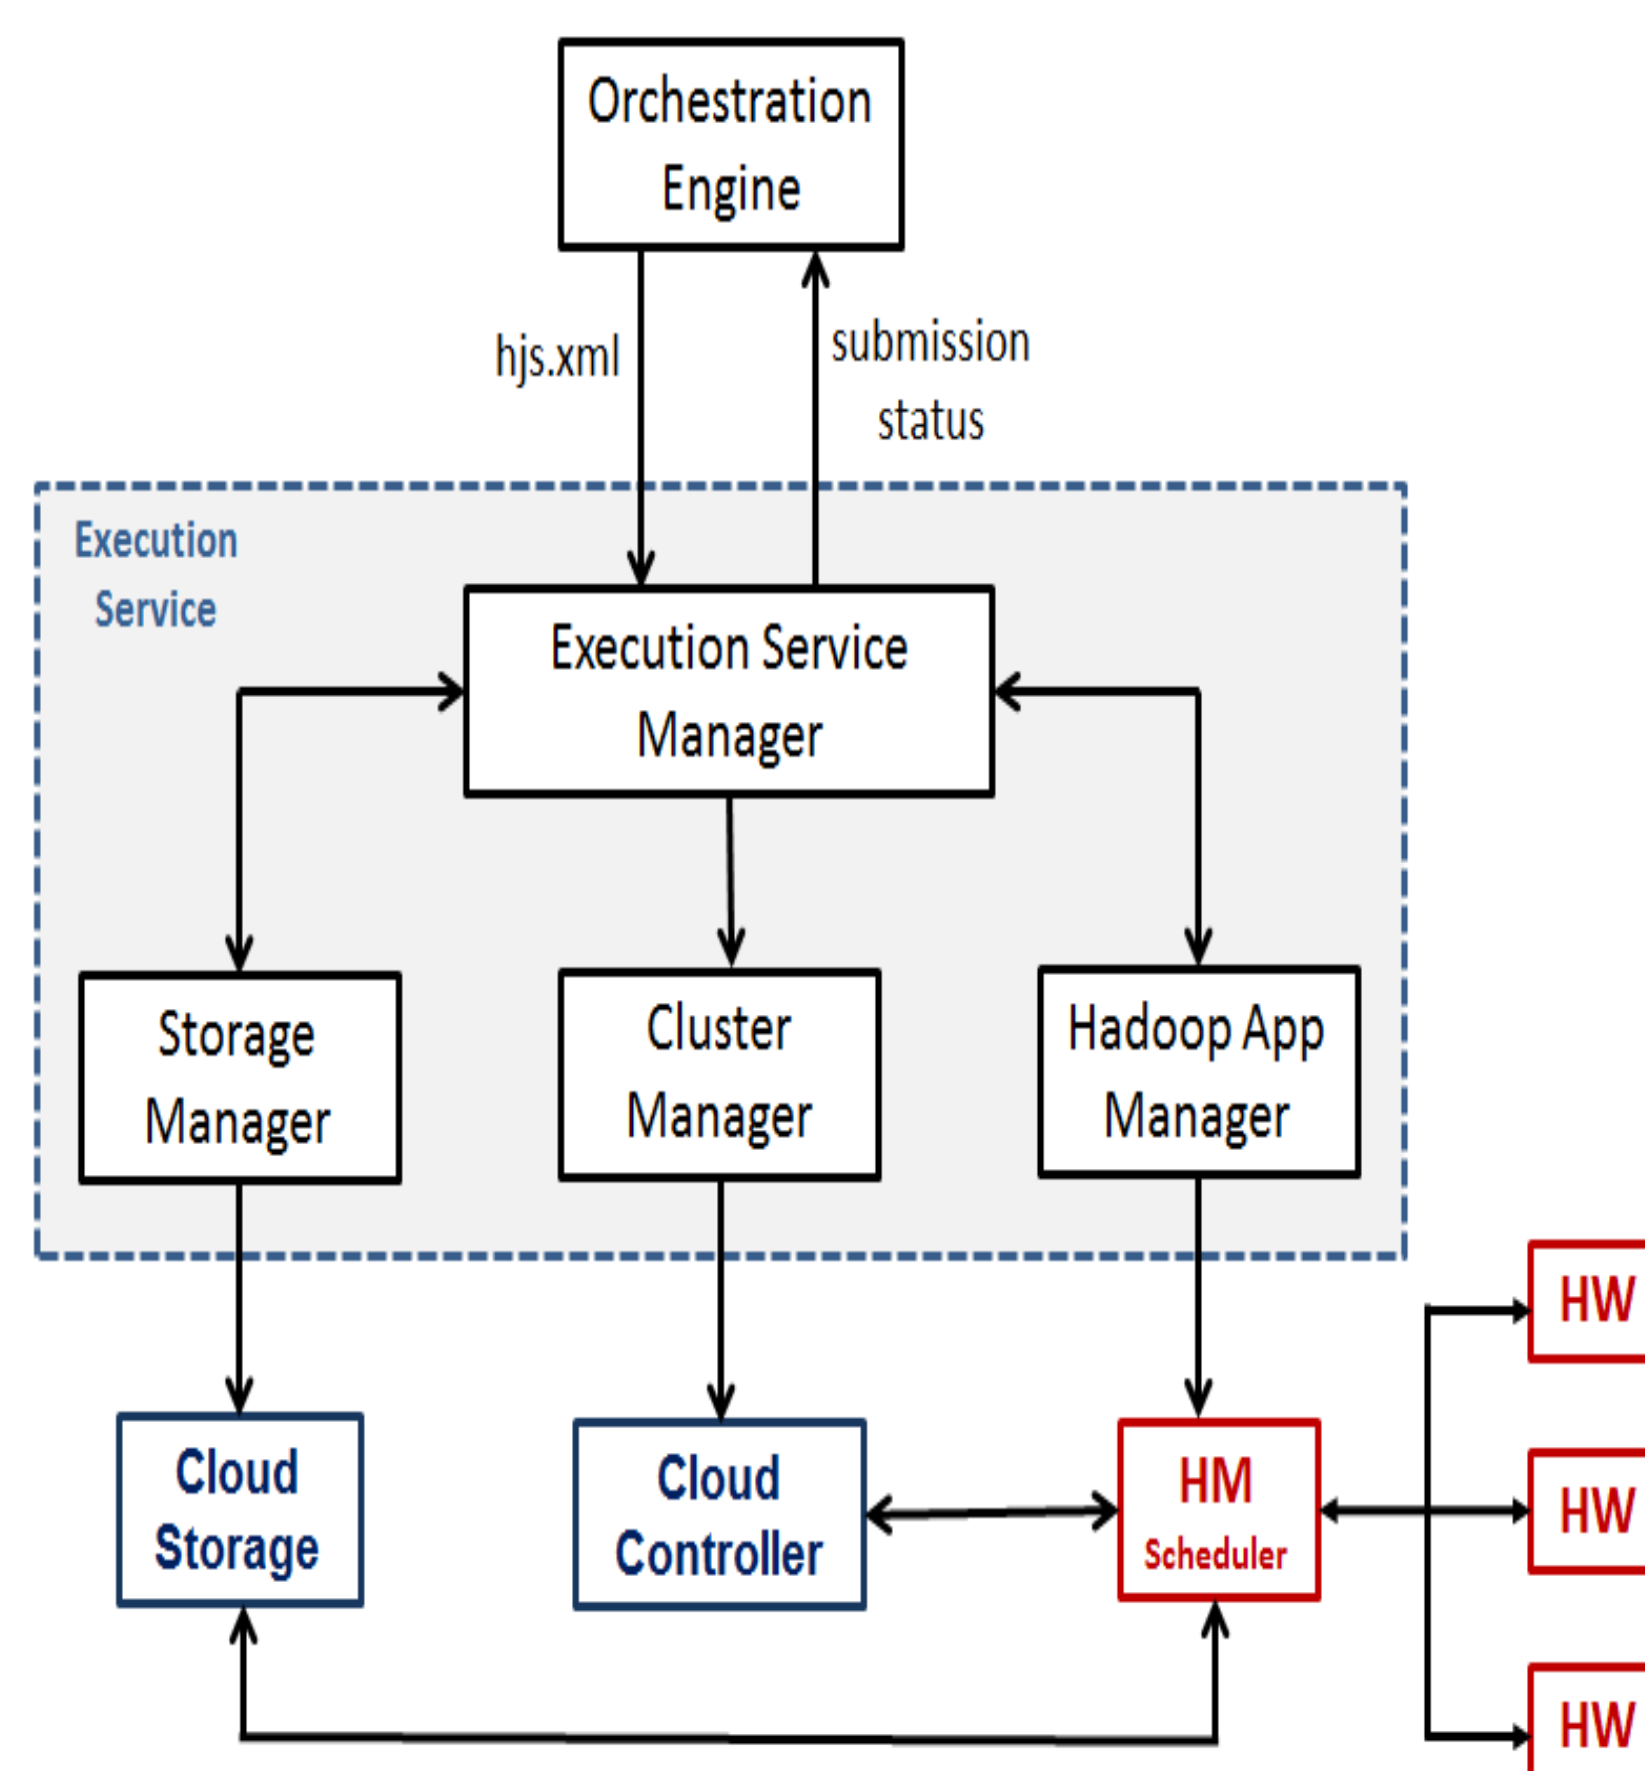 Orchestration
Engine
hjs.xml
submission
status
Execution
Service
Execution Service
Manager
Storage
Manager
Cluster
Manager
Hadoop App
Manager
HW
Cloud
Storage
Cloud
Controller
HM
Scheduler
HW
HW